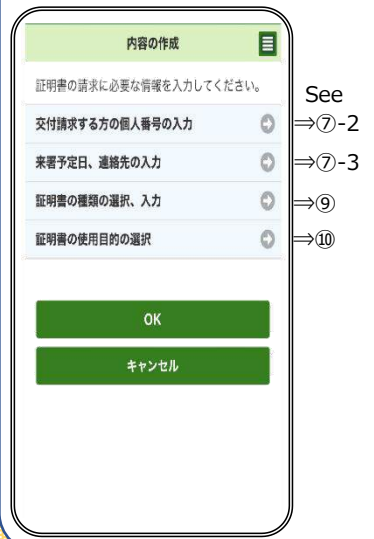 内容の作成
証明書の請求に必要な情報を入力してください。
See
交付請求する方の個人番号の入力 ⇒⑦-2
来署予定日、連絡先の入力 ⇒⑦-3
証明書の種類の選択、入力 ⇒⑨
証明書の使用目的の選択 ⇒⑩
OK
キャンセル